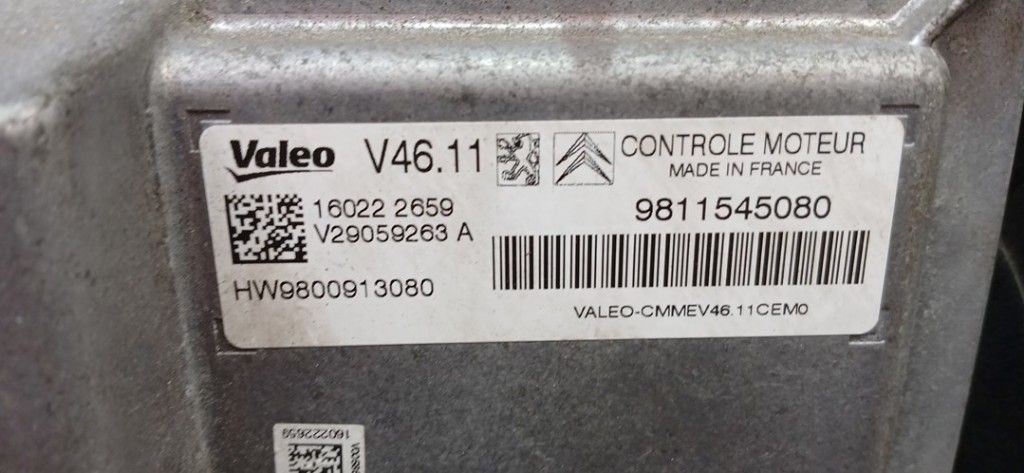 Valeo V46.11 CONTROLE MOTEUR
MADE IN FRANCE
16022 2659 9811545080
V29059263 A
HW9800913080
VALEO-CMMEV46.11CEM0
160222659